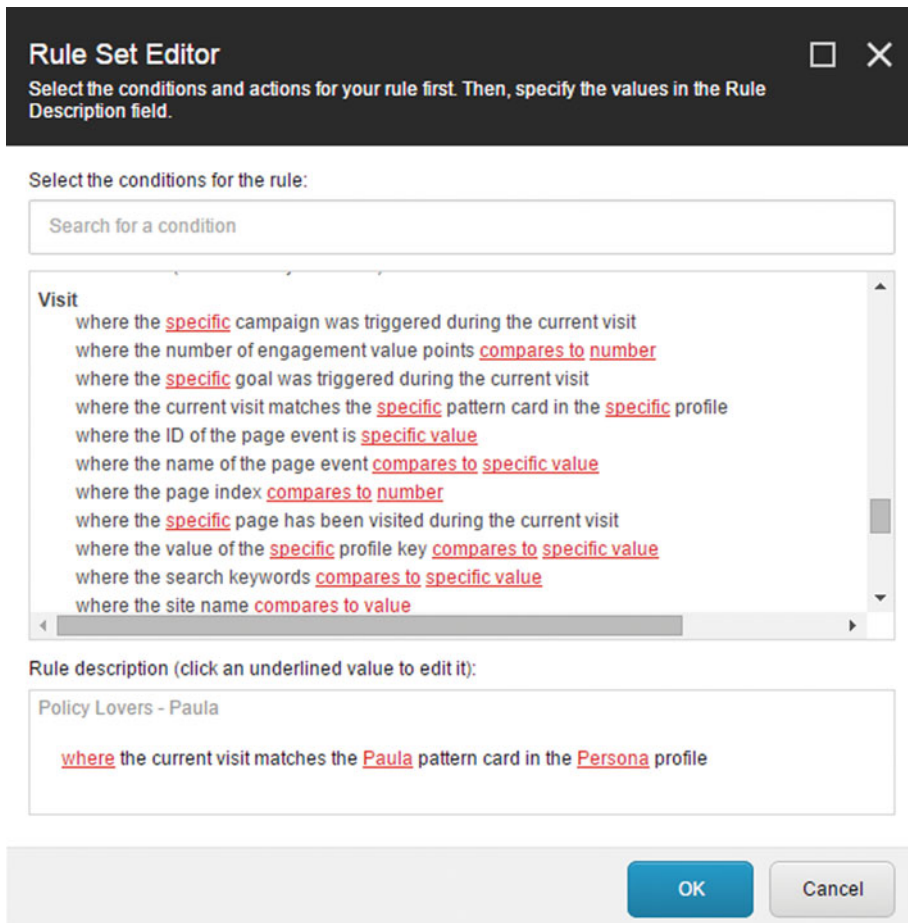 Rule Set Editor
Select the conditions and actions for your rule first. Then, specify the values in the Rule
Description field.
Select the conditions for the rule:
Search for a condition
Visit
where the specific campaign was triggered during the current visit
where the number of engagement value points compares to number
where the specific goal was triggered during the current visit
where the current visit matches the specific pattern card in the specific profile
where the ID of the page event is specific value
where the name of the page event compares to specific value
where the page index compares to number
where the specific page has been visited during the current visit
where the value of the specific profile key compares to specific value
where the search keywords compares to specific value
where the site name compares to value
Rule description (click an underlined value to edit it):
Policy Lovers - Paula
where the current visit matches the Paula pattern card in the Persona profile
OK
Cancel